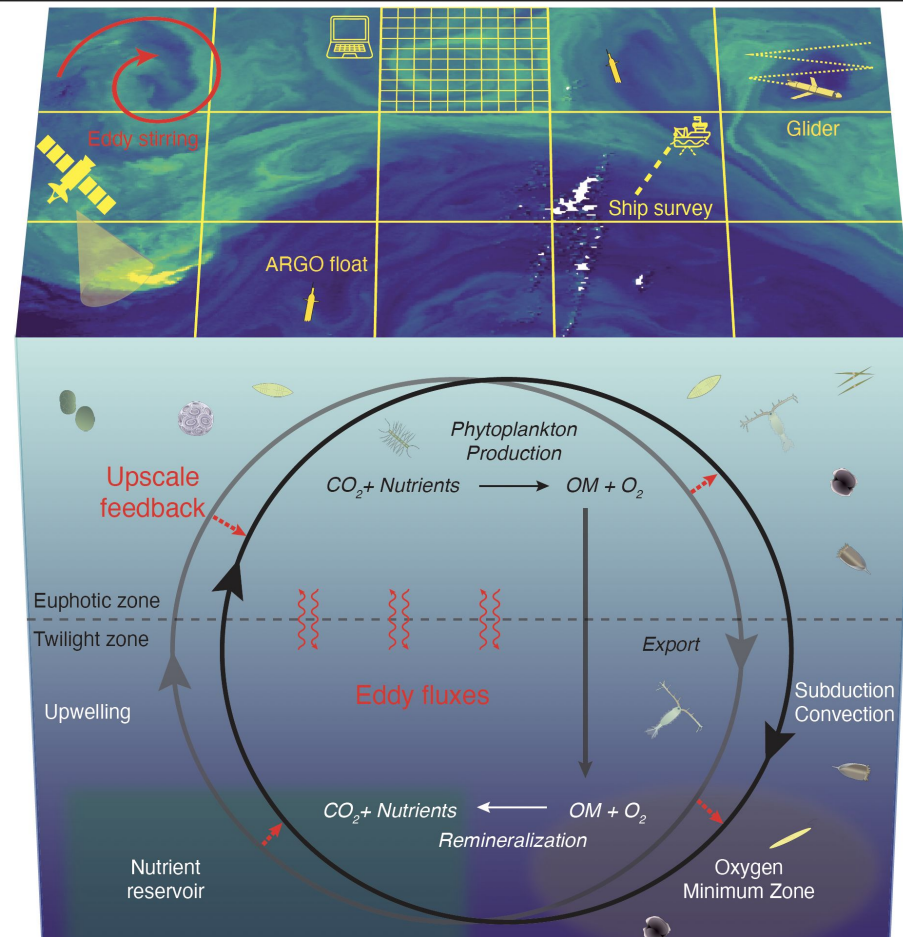 Eddy stirring
Glider
Ship survey
ARGO float
Phytoplankton
Production
CO₂+ Nutrients
OM + O₂
Upscale
feedback
Euphotic zone
Twilight zone
Export
Eddy fluxes
Upwelling
Subduction
Convection
CO₂+ Nutrients
OM + O₂
Remineralization
Nutrient
reservoir
Oxygen
Minimum Zone